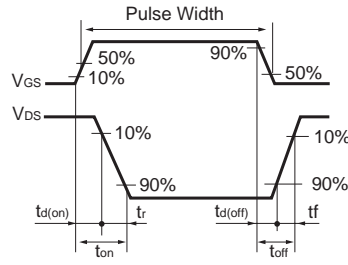 Pulse Width
50%
10%
90%
50%
VGS
VDS
10%
10%
90%
90%
td(on)
tr
td(off)
tf
ton
toff